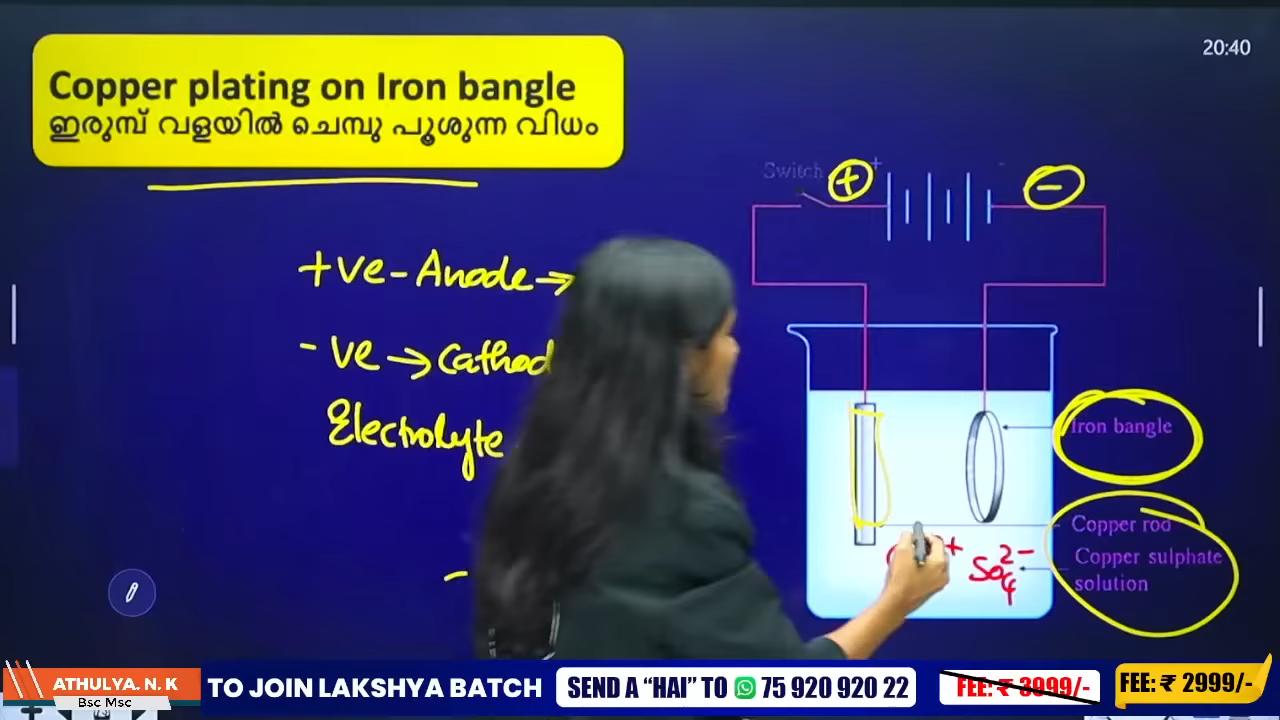 20:40
Copper plating on Iron bangle
ഇരുമ്പ് വളയിൽ ചെമ്പു പൂശുന്ന വിധം
Switch
+
-
+
-
+ve - Anode →
-ve → Cathod
Electrolyte
Iron bangle
Copper rod
Copper sulphate
solution
+ SO4 2-
-
ATHULYA. N. K
Bsc Msc
TO JOIN LAKSHYA BATCH
SEND A “HAI” TO 75 920 920 22
FEE: ₹ 3999/-
FEE: ₹ 2999/-